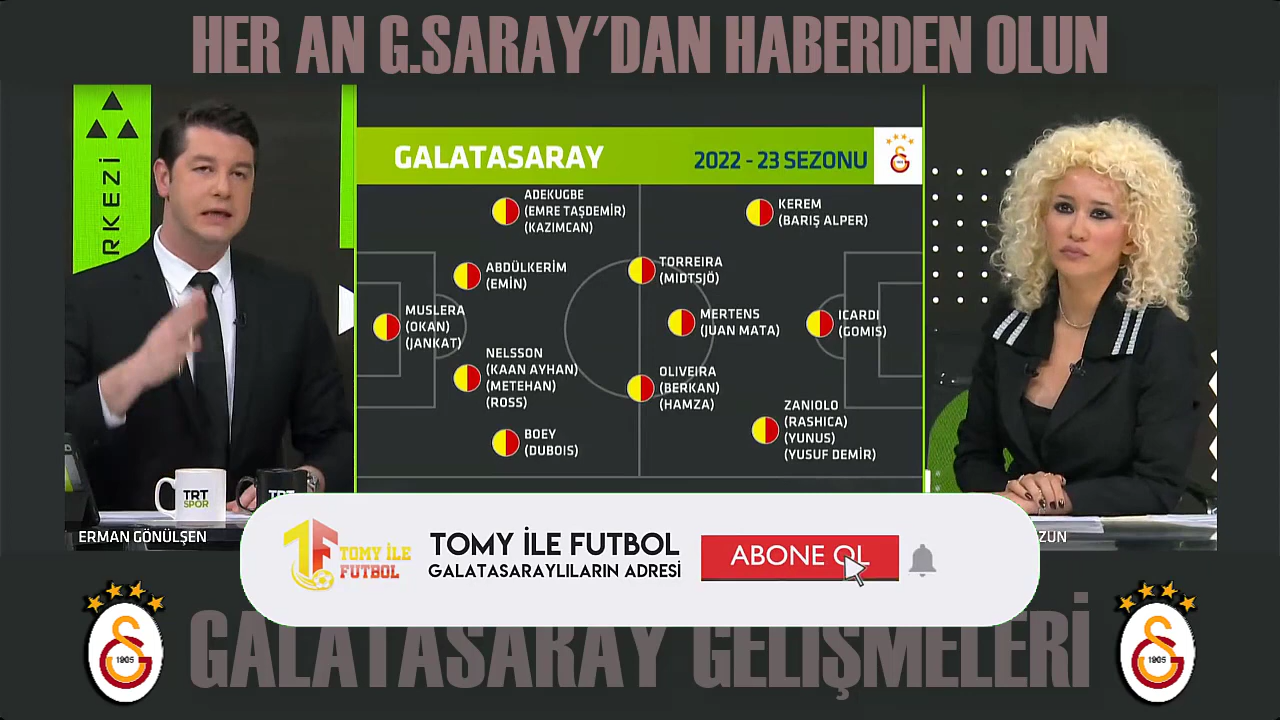 HER AN G.SARAY'DAN HABERDEN OLUN
RKEZİ
GALATASARAY
2022 - 23 SEZONU
1905
ADEKUGBE
(EMRE TAŞDEMİR)
(KAZIMCAN)
KEREM
(BARIŞ ALPER)
ABDÜLKERİM
(EMİN)
TORREIRA
(MIDTSJÖ)
MUSLERA
(OKAN)
(JANKAT)
MERTENS
(JUAN MATA)
ICARDI
(GOMIS)
NELSSON
(KAAN AYHAN)
(METEHAN)
(ROSS)
OLIVEIRA
(BERKAN)
(HAMZA)
ZANIOLO
(RASHICA)
(YUNUS)
(YUSUF DEMİR)
BOEY
(DUBOIS)
TRT
SPOR
TRT
ERMAN GÖNÜLŞEN
ZUN
TF
TOMY İLE
FUTBOL
TOMY İLE FUTBOL
GALATASARAYLILARIN ADRESİ
ABONE OL
GALATASARAY GELİŞMELERİ
1905
1905